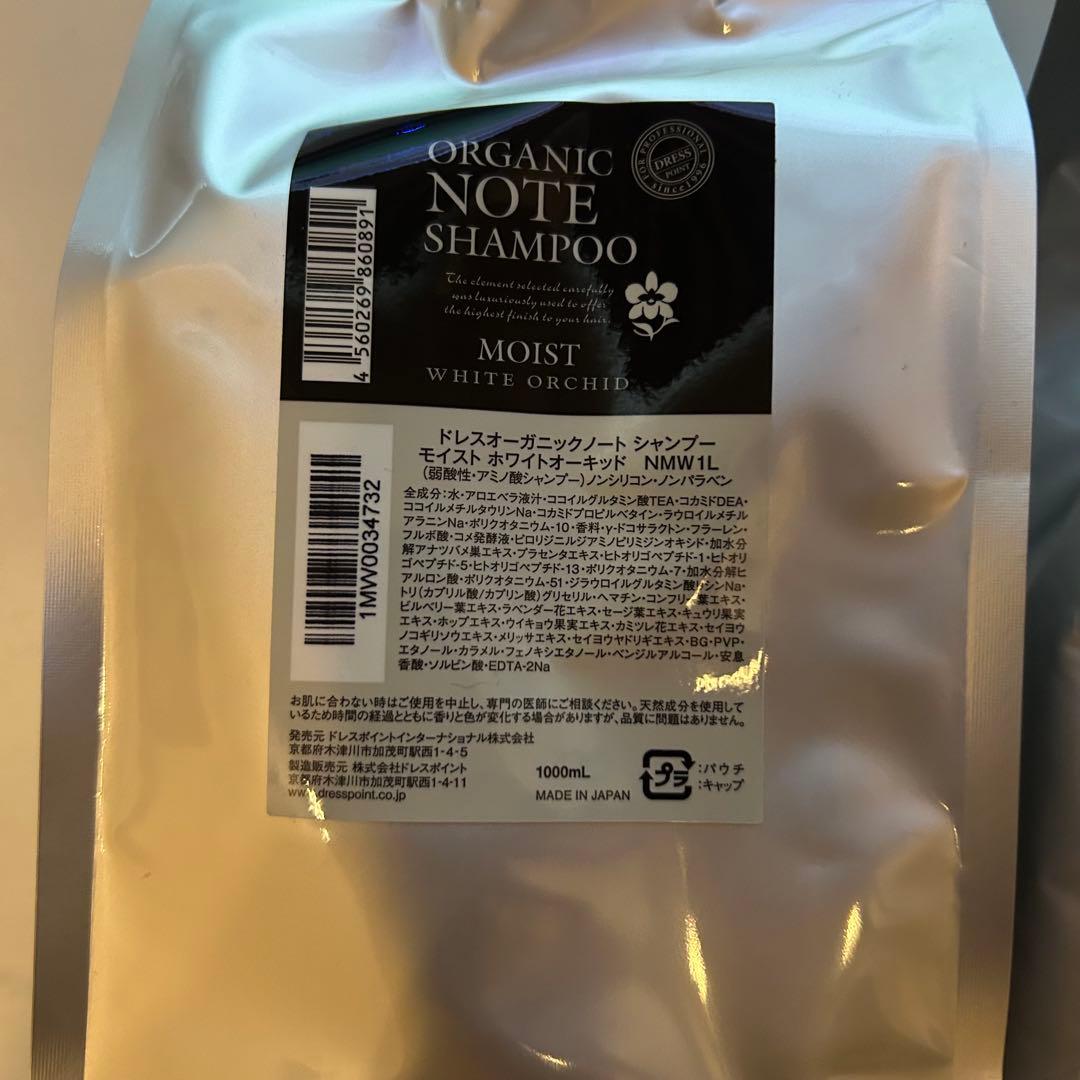 ORGANIC
NOTE
SHAMPOO
FOR PROFESSIONAL
DRESS
POINT
since1996
The element selected carefully
was luxuriously used to offer
the highest finish to your hair.
MOIST
WHITE ORCHID
4 560269 860891
1MW0034732
ドレスオーガニックノート シャンプー
モイスト ホワイトオーキッド NMW1L
(弱酸性・アミノ酸シャンプー)ノンシリコン・ノンパラベン
全成分:水・アロエベラ液汁・ココイルグルタミン酸TEA・コカミドDEA・
ココイルメチルタウリンNa・コカミドプロピルベタイン・ラウロイルメチル
アラニンNa・ポリクオタニウム-10・香料・γ-ドコサラクトン・フラーレン・
フルボ酸・コメ発酵液・ピロリジニルジアミノピリミジンオキシド・加水分
解アナツバメ巣エキス・プラセンタエキス・ヒトオリゴペプチド-1・ヒトオリ
ゴペプチド-5・ヒトオリゴペプチド-13・ポリクオタニウム-7・加水分解ヒ
アルロン酸・ポリクオタニウム-51・ジラウロイルグルタミン酸リシンNa・
トリ(カプリル酸/カプリン酸)グリセリル・ヘマチン・コンフリー葉エキス・
ビルベリー葉エキス・ラベンダー花エキス・セージ葉エキス・キュウリ果実
エキス・ホップエキス・ウイキョウ果実エキス・カミツレ花エキス・セイヨウ
ノコギリソウエキス・メリッサエキス・セイヨウヤドリギエキス・BG・PVP・
エタノール・カラメル・フェノキシエタノール・ベンジルアルコール・安息
香酸・ソルビン酸・EDTA-2Na
お肌に合わない時はご使用を中止し、専門の医師にご相談ください。天然成分を使用して
いるため時間の経過とともに香りと色が変化する場合がありますが、品質に問題はありません。
発売元 ドレスポイントインターナショナル株式会社
京都府木津川市加茂町駅西1-4-5
製造販売元 株式会社ドレスポイント
京都府木津川市加茂町駅西1-4-11
www.dresspoint.co.jp
1000mL
MADE IN JAPAN
プラ
:パウチ
:キャップ